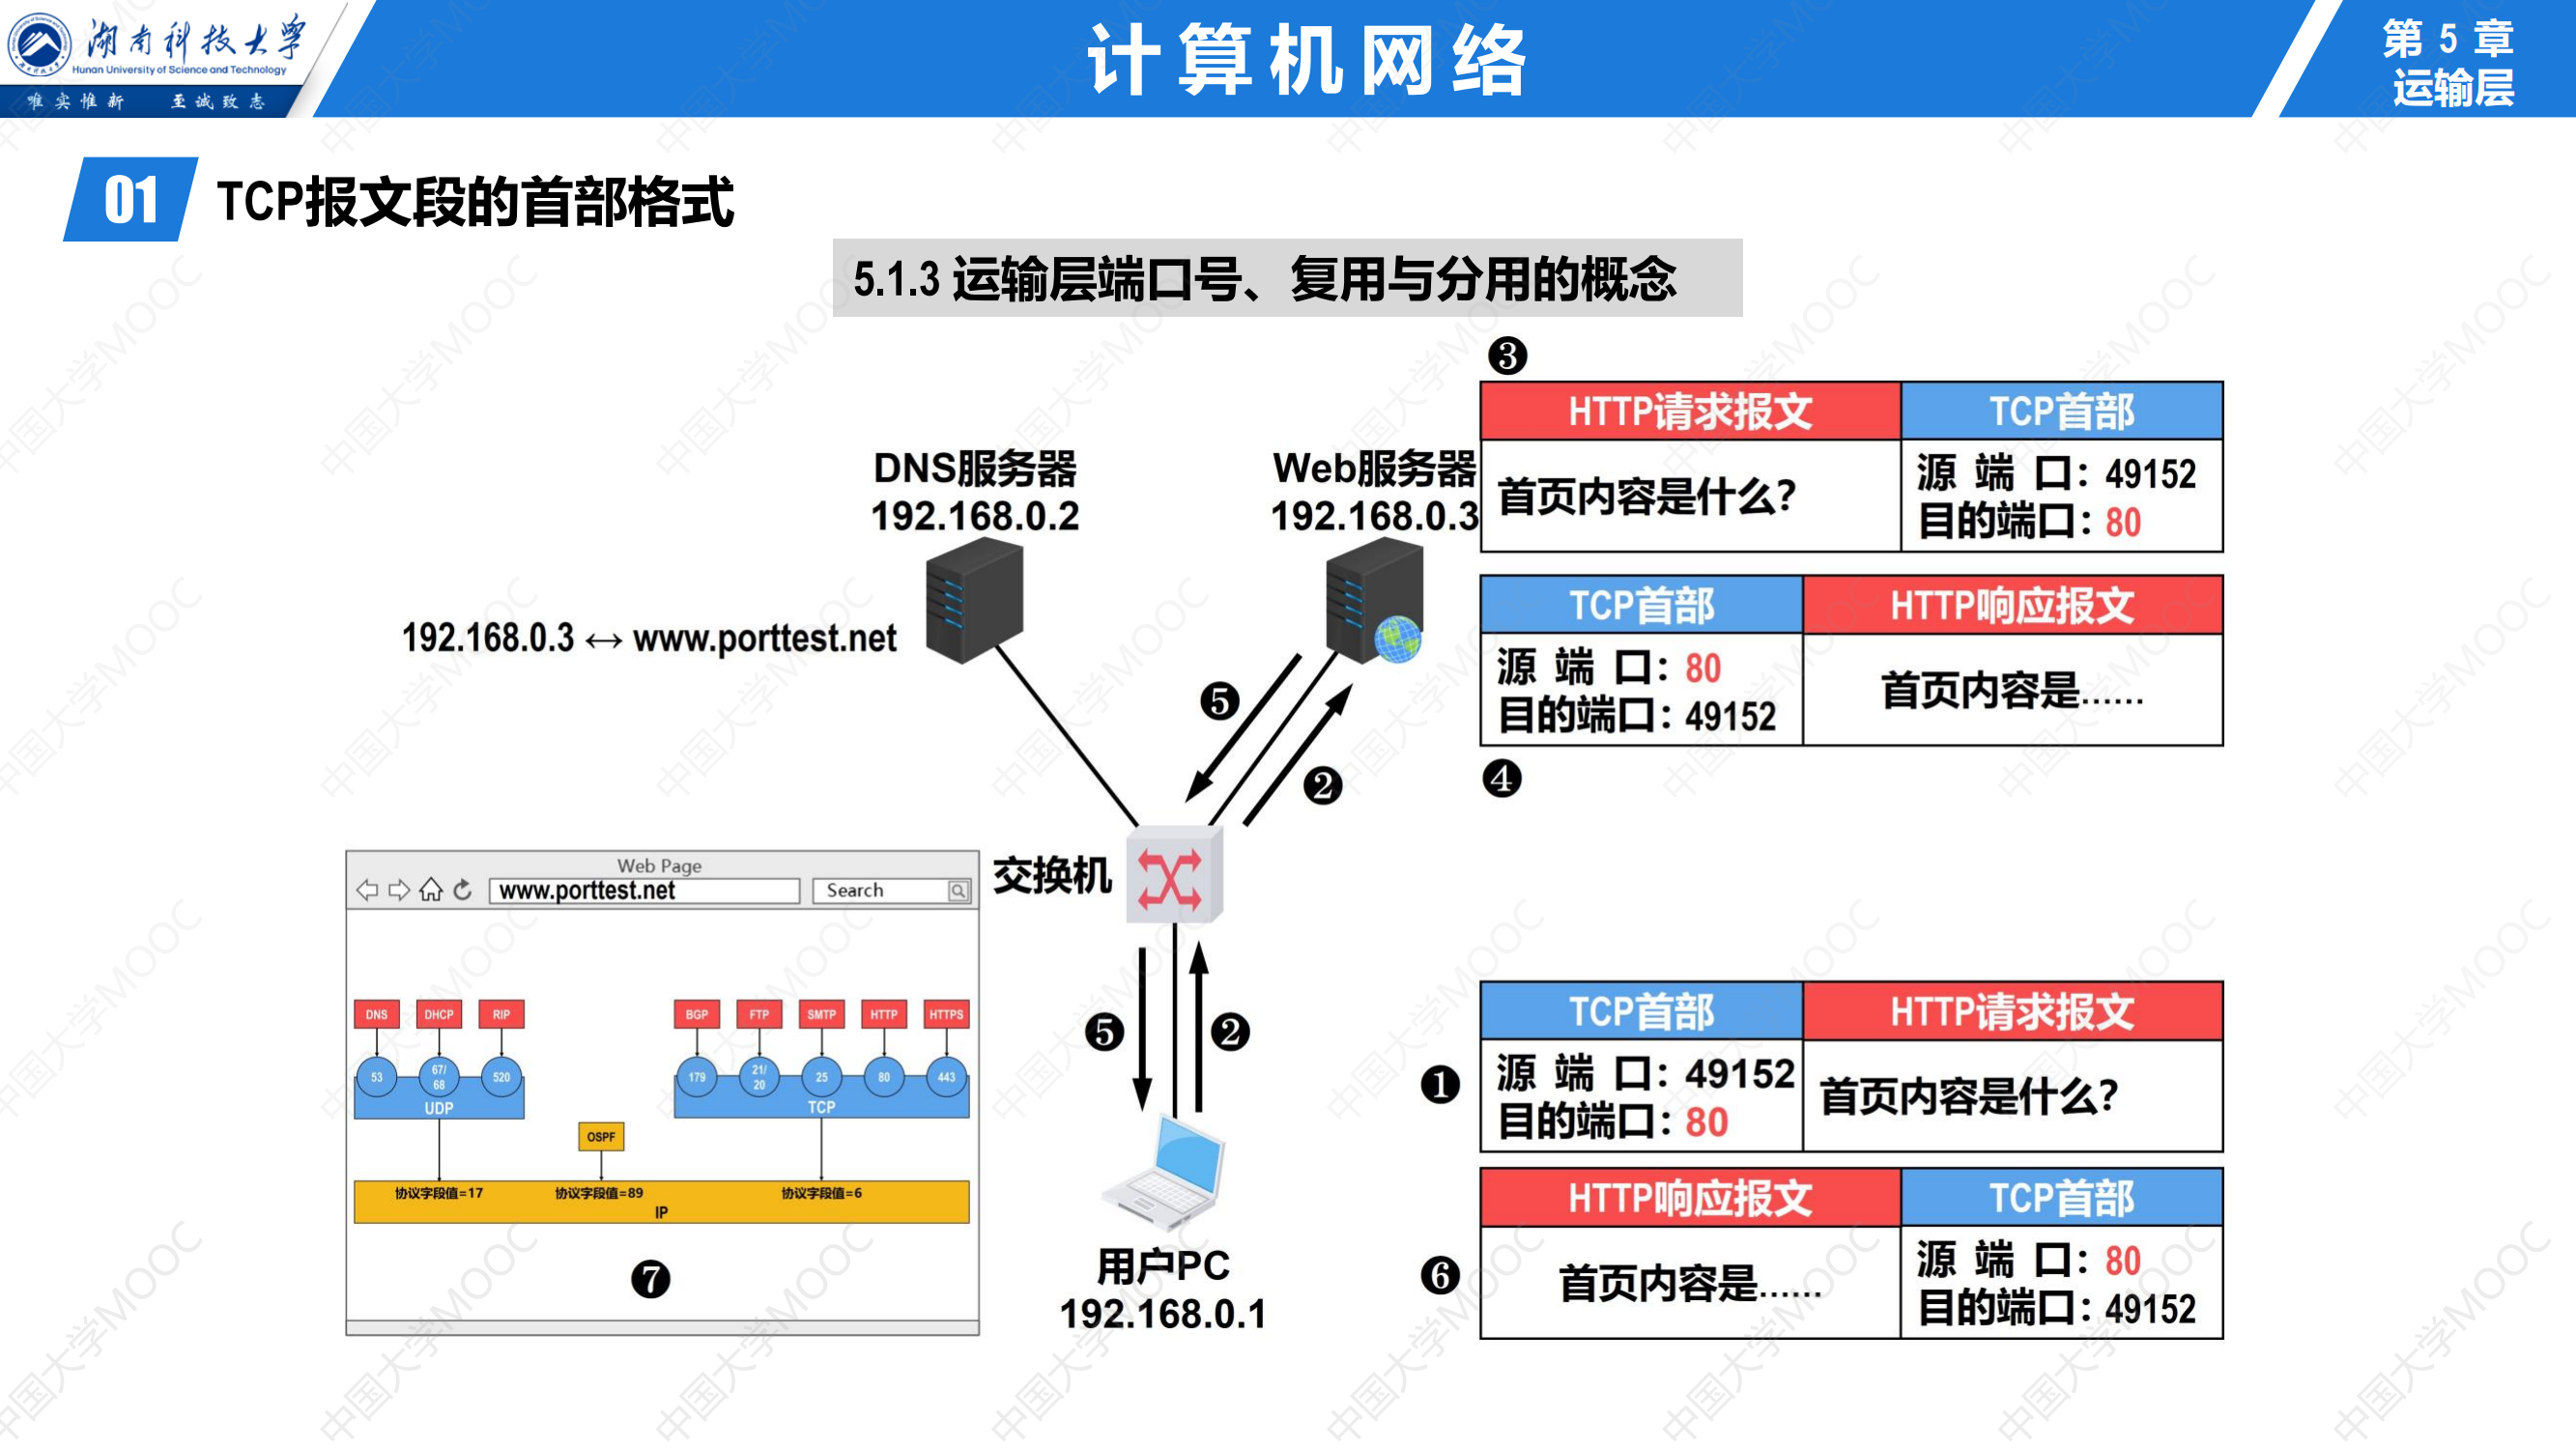 湖南科技大学
Hunan University of Science and Technology
唯实惟新 至诚致志
计算机网络
第 5 章
运输层
01 TCP报文段的首部格式
5.1.3 运输层端口号、复用与分用的概念
❸
HTTP请求报文 TCP首部
首页内容是什么？
源 端 口：49152
目的端口：80
DNS服务器
192.168.0.2
Web服务器
192.168.0.3
TCP首部 HTTP响应报文
源 端 口：80
目的端口：49152
首页内容是……
❹
192.168.0.3 ↔ www.porttest.net
❺
❷
交换机
Web Page
www.porttest.net
Search
DNS DHCP RIP BGP FTP SMTP HTTP HTTPS
53 67/68 520 179 21/20 25 80 443
UDP TCP
OSPF
协议字段值=17 协议字段值=89 协议字段值=6
IP
❼
❺
❷
用户PC
192.168.0.1
❶
TCP首部 HTTP请求报文
源 端 口：49152
目的端口：80
首页内容是什么？
❻
HTTP响应报文 TCP首部
首页内容是……
源 端 口：80
目的端口：49152
中国大学MOOC